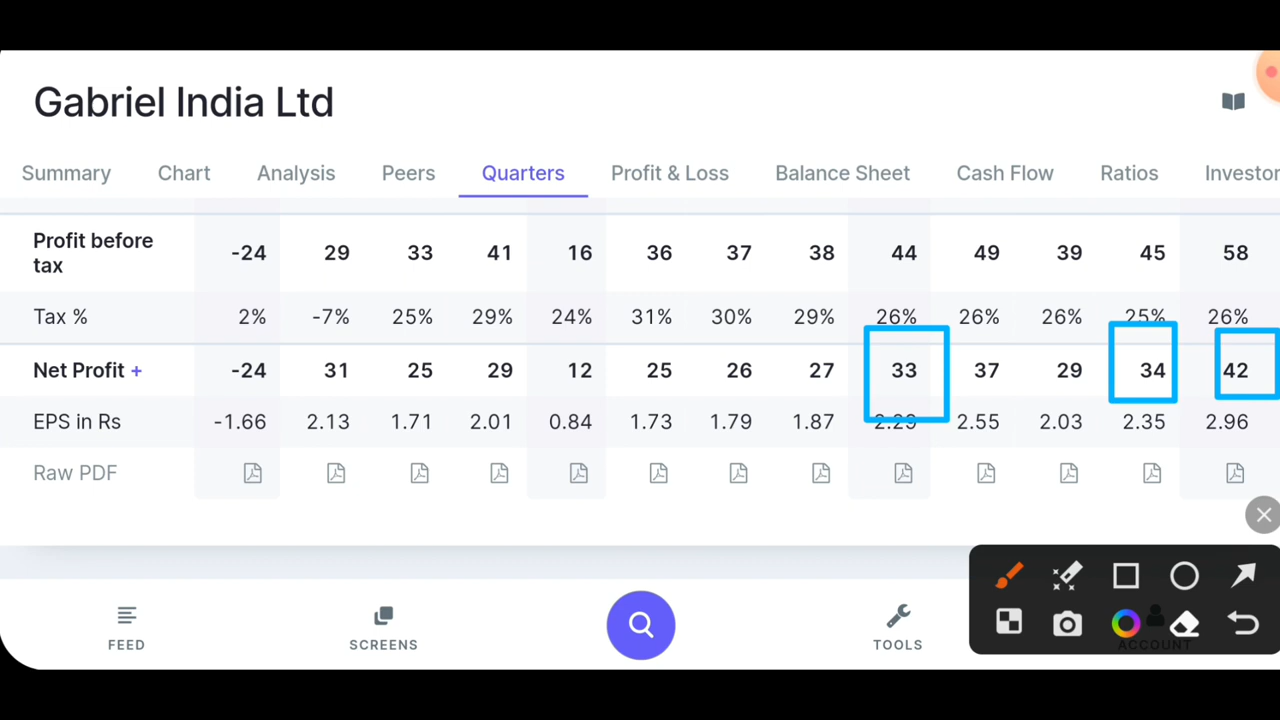 Gabriel India Ltd
Summary Chart Analysis Peers Quarters Profit & Loss Balance Sheet Cash Flow Ratios Investor
Profit before tax -24 29 33 41 16 36 37 38 44 49 39 45 58
Tax % 2% -7% 25% 29% 24% 31% 30% 29% 26% 26% 26% 25% 26%
Net Profit + -24 31 25 29 12 25 26 27 33 37 29 34 42
EPS in Rs -1.66 2.13 1.71 2.01 0.84 1.73 1.79 1.87 2.29 2.55 2.03 2.35 2.96
Raw PDF
FEED SCREENS TOOLS ACCOUNT